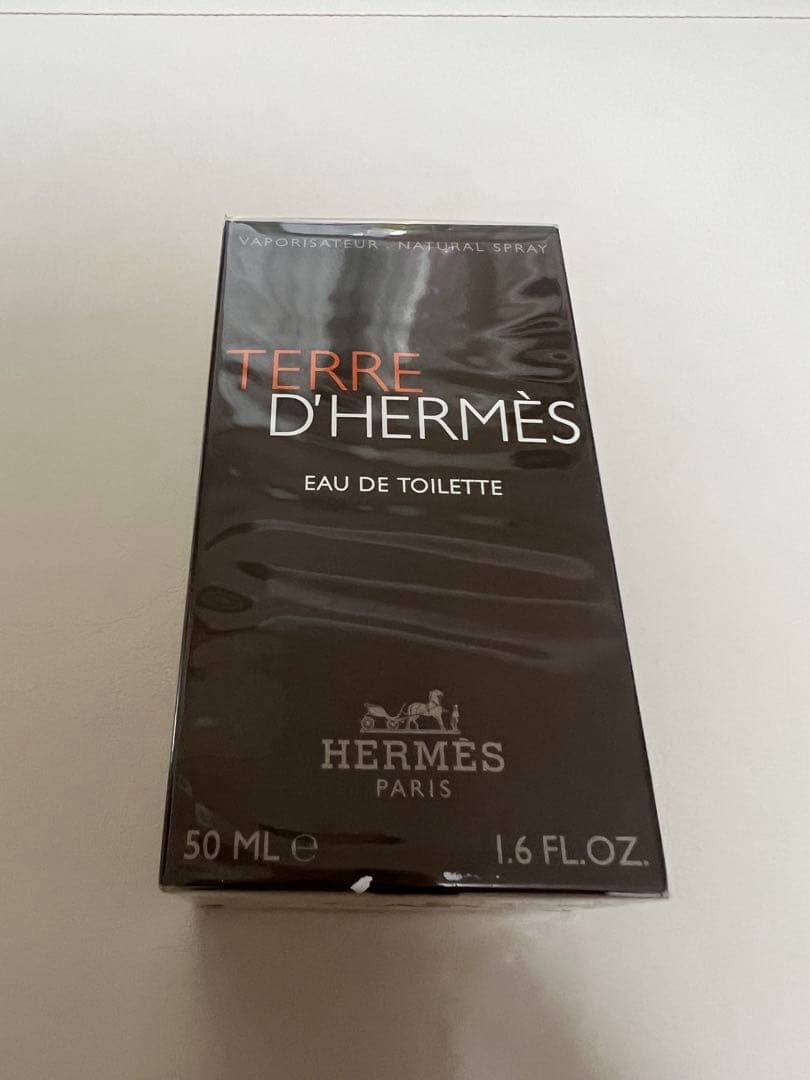 VAPORISATEUR . NATURAL SPRAY
TERRE
D'HERMÈS
EAU DE TOILETTE
HERMÈS
PARIS
50 ML ℮ 1.6 FL.OZ.